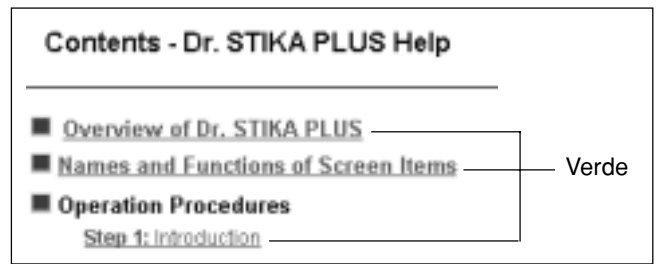 Contents - Dr. STIKA PLUS Help
Overview of Dr. STIKA PLUS
Names and Functions of Screen Items
Verde
Operation Procedures
Step 1: Introduction